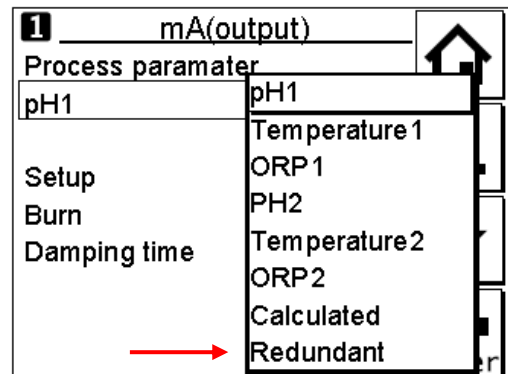 1 mA(output)
Process paramater
pH1
Setup
Burn
Damping time
pH1
Temperature1
ORP1
PH2
Temperature2
ORP2
Calculated
Redundant